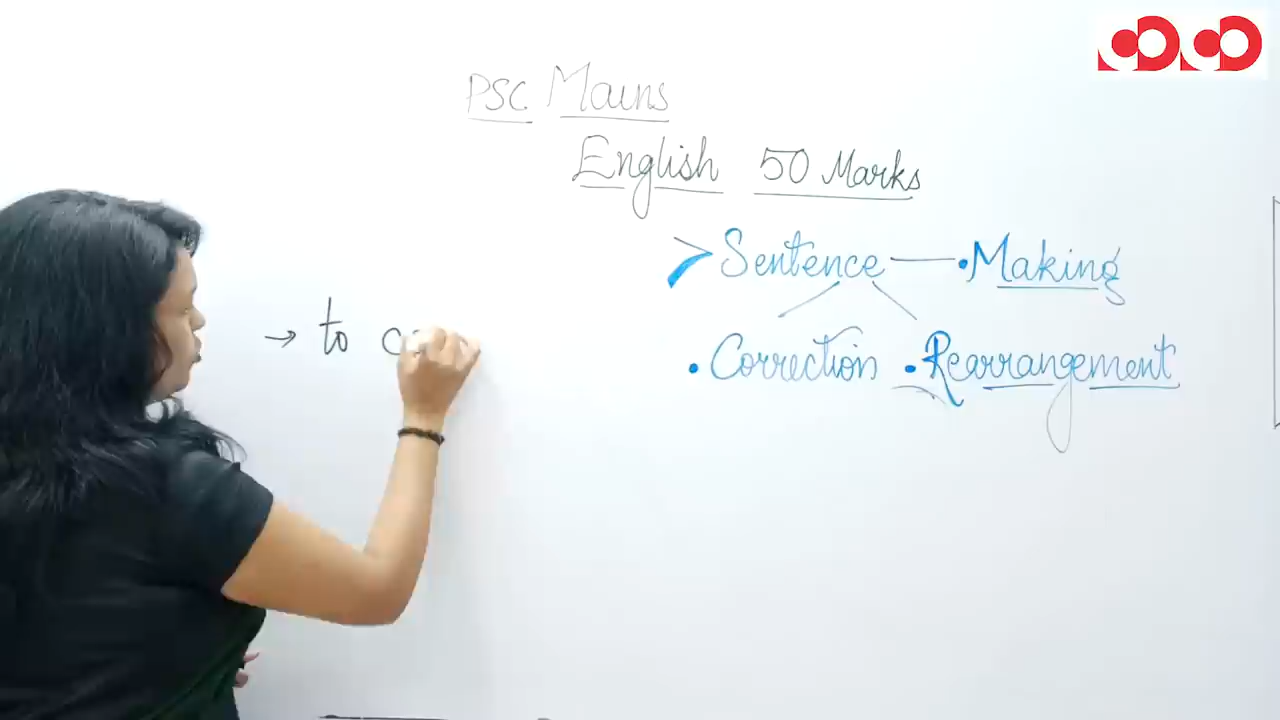 PSC Mains
English 50 Marks
> Sentence — • Making
• Correction • Rearrangement
→ to